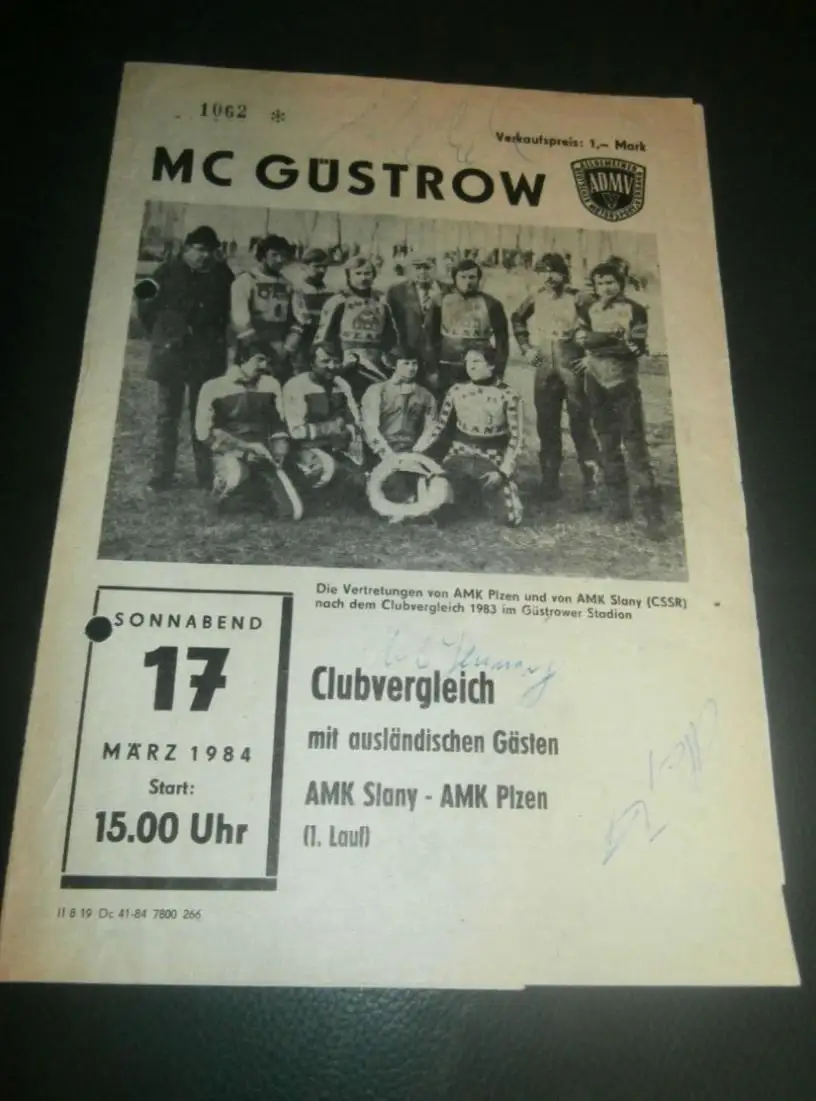 1062 *
Verkaufspreis: 1,- Mark
MC GÜSTROW
ADMV
Die Vertretungen von AMK Plzen und von AMK Slany (CSSR)
nach dem Clubvergleich 1983 im Güstrower Stadion
SONNABEND
17
MÄRZ 1984
Start:
15.00 Uhr
Clubvergleich
mit ausländischen Gästen
AMK Slany - AMK Plzen
(1. Lauf)
II 8 19 Dc 41-84 7800 266